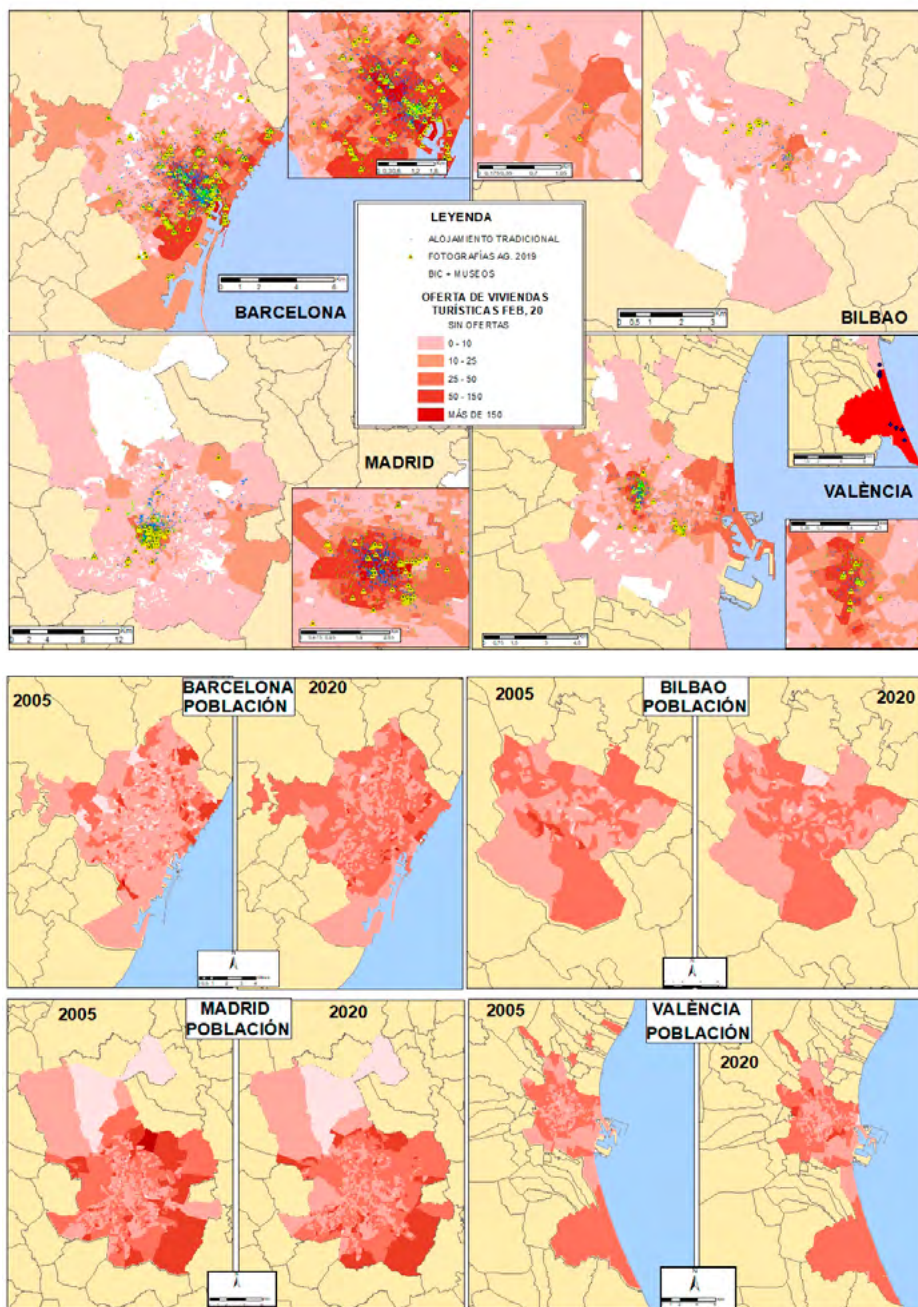 BARCELONA
BILBAO
LEYENDA
ALOJAMIENTO TRADICIONAL
FOTOGRAFÍAS AG. 2019
BIC + MUSEOS
OFERTA DE VIVIENDAS
TURÍSTICAS FEB, 20
SIN OFERTAS
0 - 10
10 - 25
25 - 50
50 - 150
MÁS DE 150
MADRID
VALÈNCIA
2005
BARCELONA
POBLACIÓN
2020
2005
BILBAO
POBLACIÓN
2020
2005
MADRID
POBLACIÓN
2020
2005
VALÈNCIA
POBLACIÓN
2020